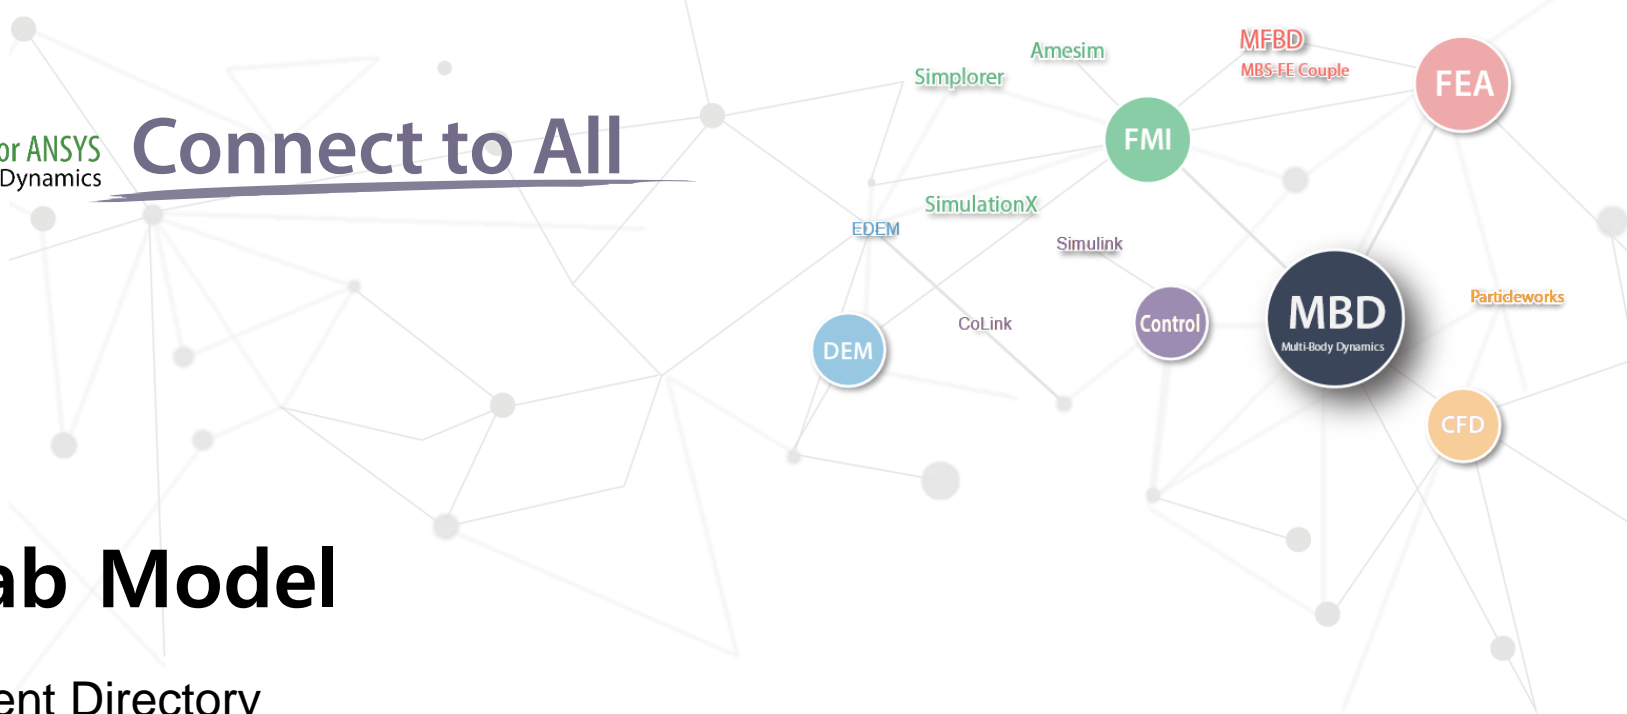 or ANSYS
Dynamics
Connect to All
Amesim
Simplorer
MFBD
MBS-FE Couple
FEA
FMI
SimulationX
EDEM
Simulink
CoLink
Control
DEM
MBD
Multi-Body Dynamics
Particleworks
CFD
ab Model
ent Directory